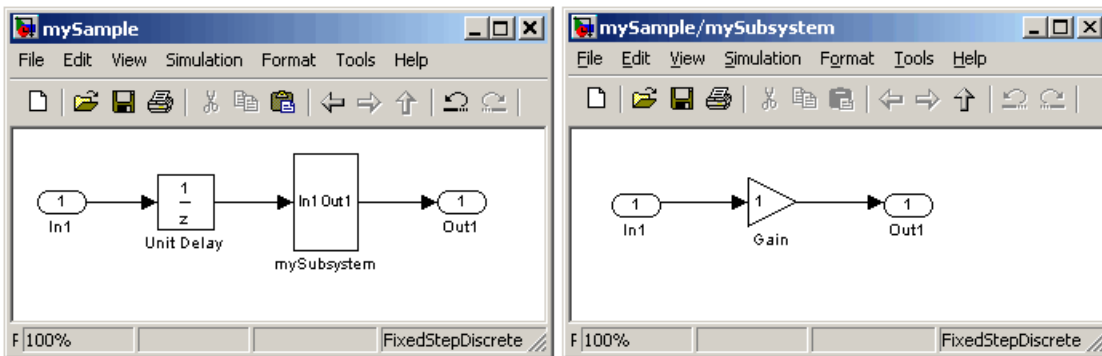 mySample
File Edit View Simulation Format Tools Help
1
In1
1
z
Unit Delay
In1 Out1
mySubsystem
1
Out1
F 100%
FixedStepDiscrete
mySample/mySubsystem
File Edit View Simulation Format Tools Help
1
In1
1
Gain
1
Out1
F 100%
FixedStepDiscrete